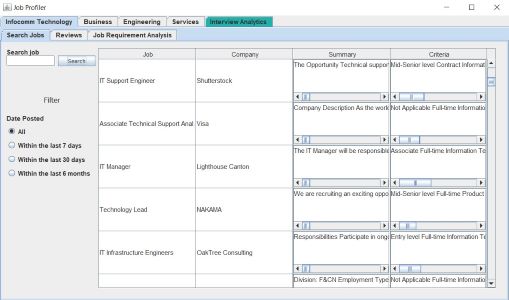 Job Profiler
Infocomm Technology Business Engineering Services Interview Analytics
Search Jobs Reviews Job Requirement Analysis
Search job
Search
Filter
Date Posted
All
Within the last 7 days
Within the last 30 days
Within the last 6 months
Job Company Summary Criteria
IT Support Engineer Shutterstock The Opportunity Technical suppor Mid-Senior level Contract Informati
Associate Technical Support Anal Visa Company Description As the work Not Applicable Full-time Informatio
IT Manager Lighthouse Canton The IT Manager will be responsible Associate Full-time Information Te
Technology Lead NAKAMA We are recruiting an exciting oppo Mid-Senior level Full-time Product
IT Infrastructure Engineers OakTree Consulting Responsibilities Participate in ong Entry level Full-time Information Te
Division: F&CN Employment Type Not Applicable Full-time Informatio